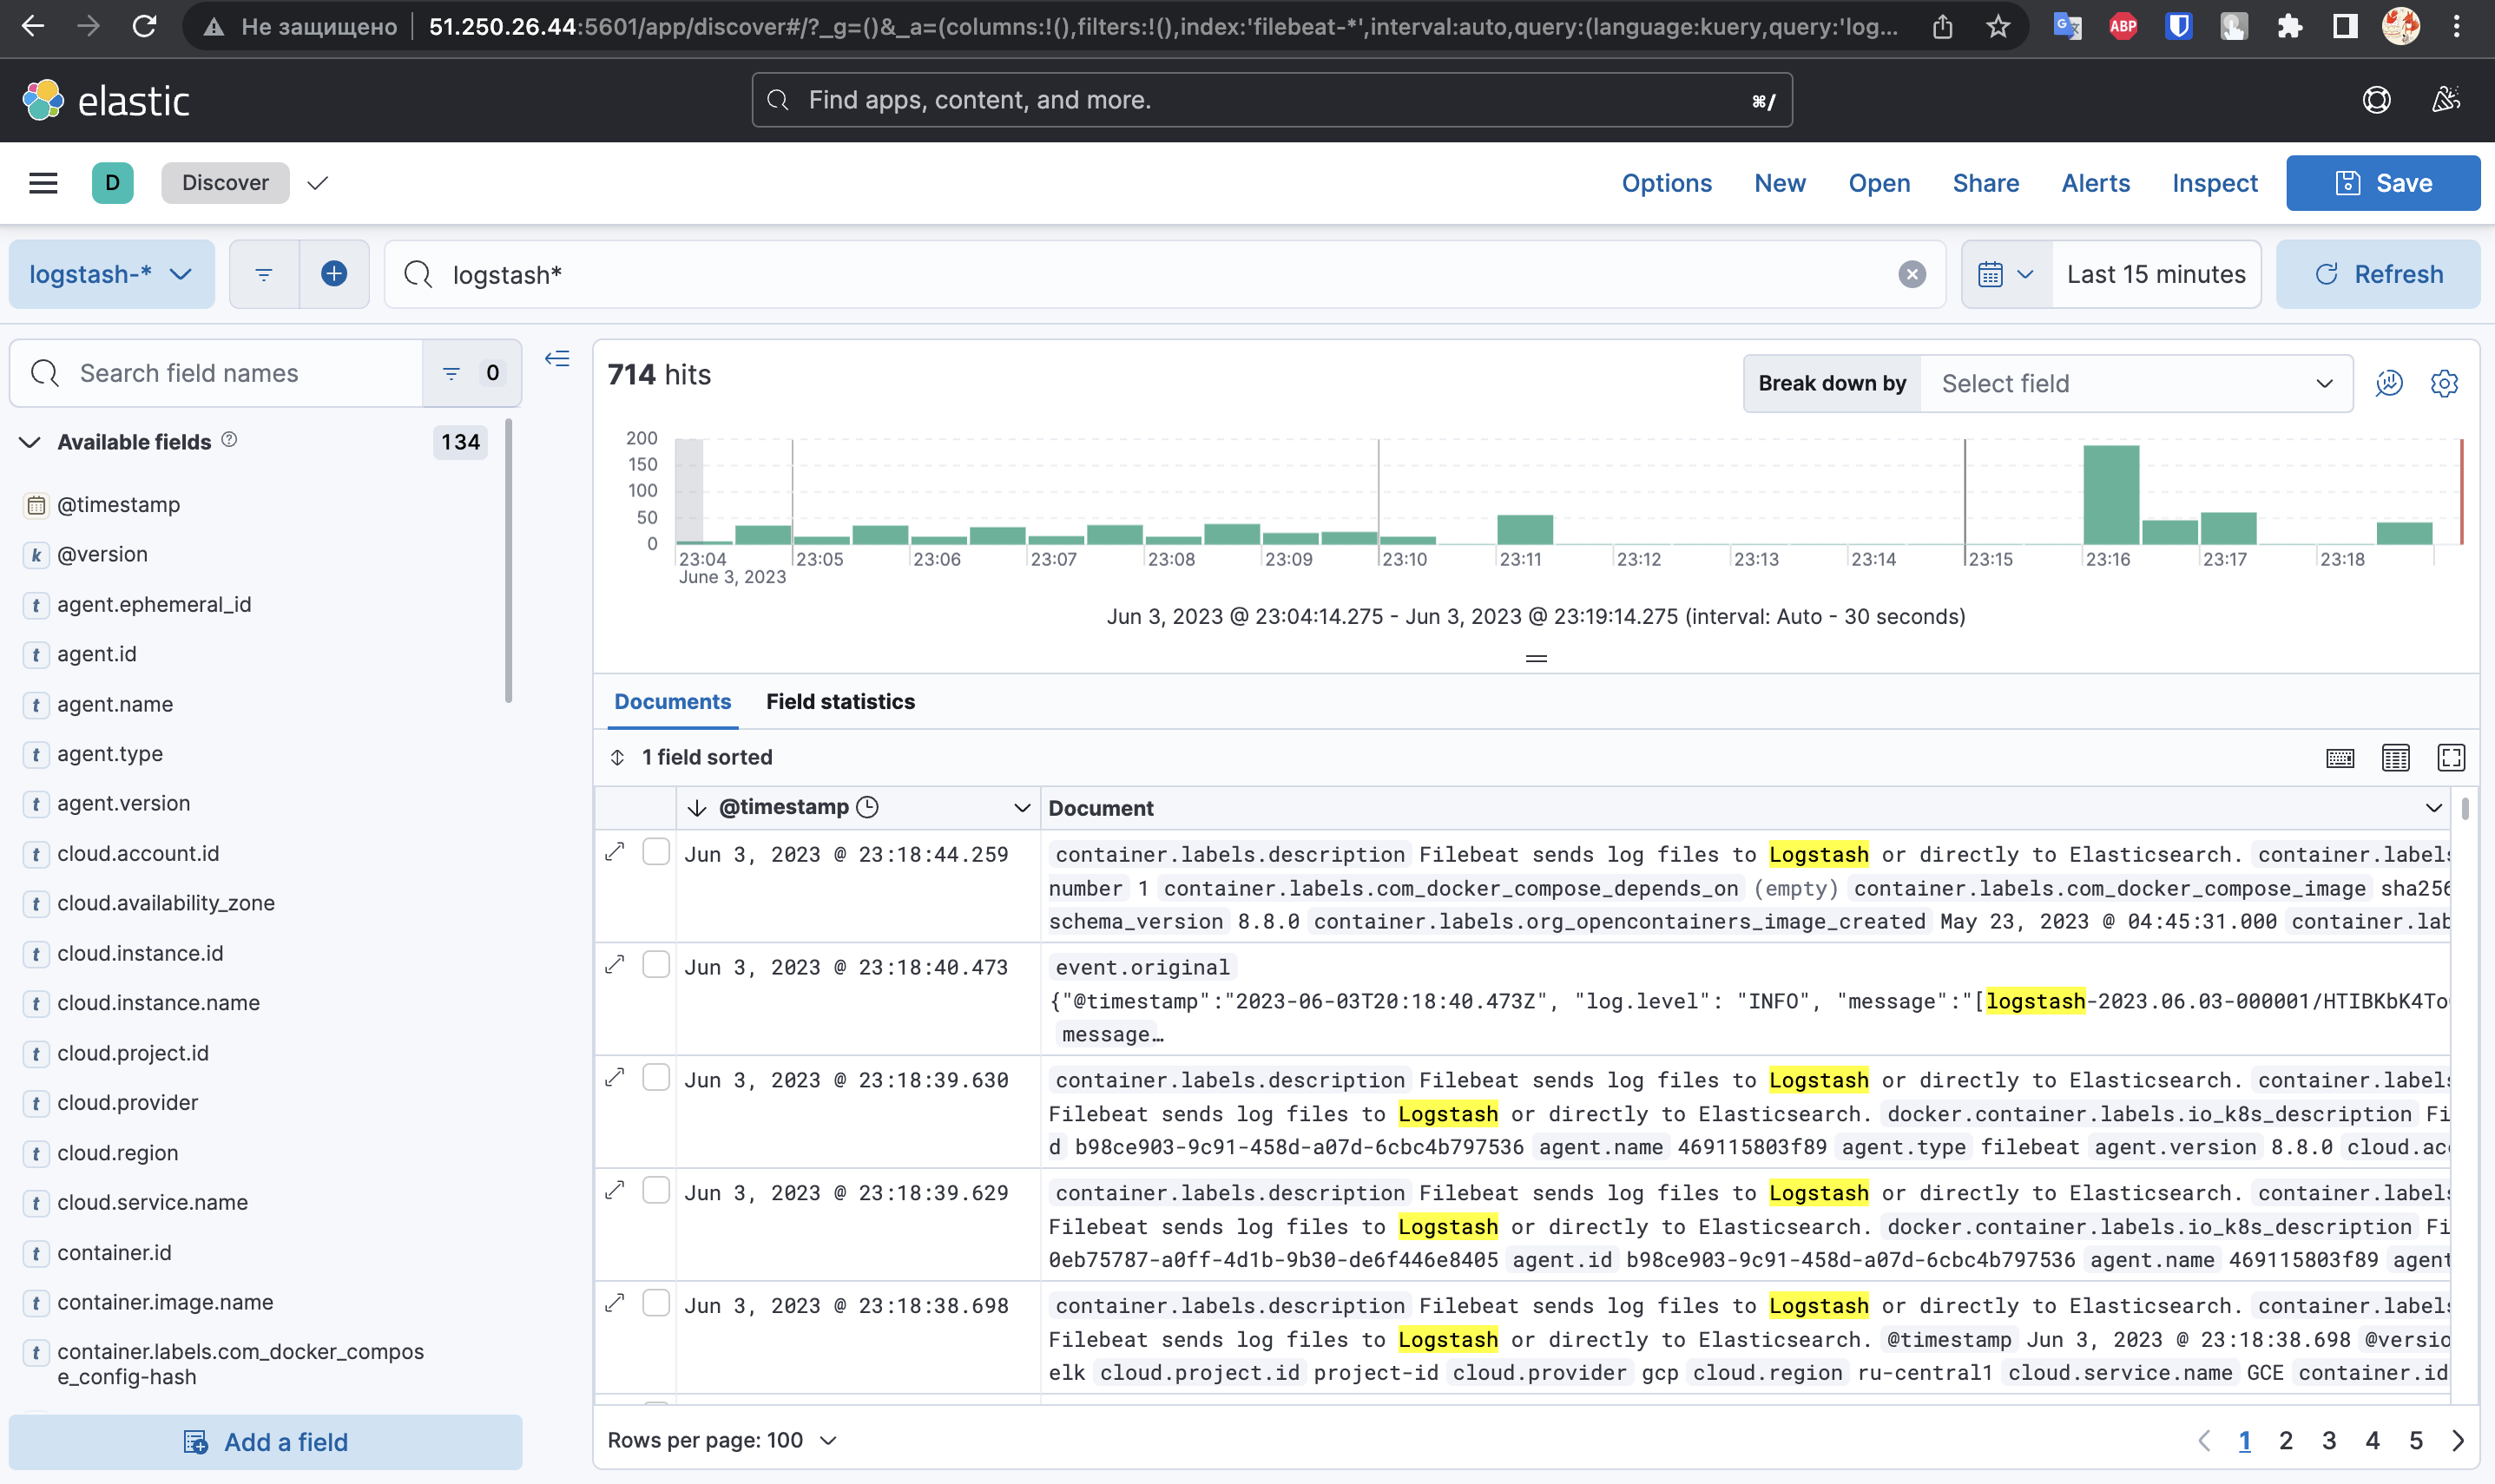 Не защищено 51.250.26.44:5601/app/discover#/?_g=()&_a=(columns:!(),filters:!(),index:'filebeat-*',interval:auto,query:(language:kuery,query:'log...
ABP
elastic
Find apps, content, and more.
⌘/
D
Discover
Options New Open Share Alerts Inspect Save
logstash-*
logstash*
Last 15 minutes
Refresh
Search field names
0
714 hits
Break down by
Select field
Available fields
134
@timestamp
k @version
t agent.ephemeral_id
t agent.id
t agent.name
t agent.type
t agent.version
t cloud.account.id
t cloud.availability_zone
t cloud.instance.id
t cloud.instance.name
t cloud.project.id
t cloud.provider
t cloud.region
t cloud.service.name
t container.id
t container.image.name
t container.labels.com_docker_compos
e_config-hash
Add a field
200
150
100
50
0
23:04 23:05 23:06 23:07 23:08 23:09 23:10 23:11 23:12 23:13 23:14 23:15 23:16 23:17 23:18
June 3, 2023
Jun 3, 2023 @ 23:04:14.275 - Jun 3, 2023 @ 23:19:14.275 (interval: Auto - 30 seconds)
Documents Field statistics
1 field sorted
@timestamp Document
Jun 3, 2023 @ 23:18:44.259 container.labels.description Filebeat sends log files to Logstash or directly to Elasticsearch. container.labels
number 1 container.labels.com_docker_compose_depends_on (empty) container.labels.com_docker_compose_image sha256
schema_version 8.8.0 container.labels.org_opencontainers_image_created May 23, 2023 @ 04:45:31.000 container.lab
Jun 3, 2023 @ 23:18:40.473 event.original
{"@timestamp":"2023-06-03T20:18:40.473Z", "log.level": "INFO", "message":"[logstash-2023.06.03-000001/HTIBKbK4To
message…
Jun 3, 2023 @ 23:18:39.630 container.labels.description Filebeat sends log files to Logstash or directly to Elasticsearch. container.labels
Filebeat sends log files to Logstash or directly to Elasticsearch. docker.container.labels.io_k8s_description Fi
d b98ce903-9c91-458d-a07d-6cbc4b797536 agent.name 469115803f89 agent.type filebeat agent.version 8.8.0 cloud.acc
Jun 3, 2023 @ 23:18:39.629 container.labels.description Filebeat sends log files to Logstash or directly to Elasticsearch. container.labels
Filebeat sends log files to Logstash or directly to Elasticsearch. docker.container.labels.io_k8s_description Fi
0eb75787-a0ff-4d1b-9b30-de6f446e8405 agent.id b98ce903-9c91-458d-a07d-6cbc4b797536 agent.name 469115803f89 agent
Jun 3, 2023 @ 23:18:38.698 container.labels.description Filebeat sends log files to Logstash or directly to Elasticsearch. container.labels
Filebeat sends log files to Logstash or directly to Elasticsearch. @timestamp Jun 3, 2023 @ 23:18:38.698 @versio
elk cloud.project.id project-id cloud.provider gcp cloud.region ru-central1 cloud.service.name GCE container.id
Rows per page: 100
1 2 3 4 5